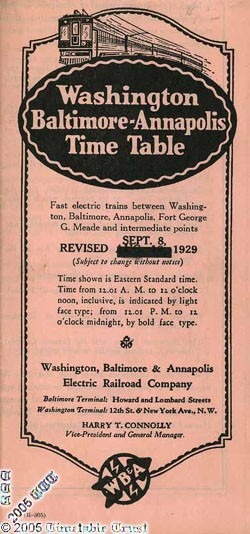 Washington
Baltimore-Annapolis
Time Table
Fast electric trains between Washing-
ton, Baltimore, Annapolis, Fort George
G. Meade and intermediate points
REVISED SEPT. 8, 1929
(Subject to change without notice)
Time shown is Eastern Standard time.
Time from 12.01 A. M. to 12 o'clock
noon, inclusive, is indicated by light
face type; from 12.01 P. M. to 12
o'clock midnight, by bold face type.
Washington, Baltimore & Annapolis
Electric Railroad Company
Baltimore Terminal: Howard and Lombard Streets
Washington Terminal: 12th St. & New York Ave., N. W.
HARRY T. CONNOLLY
Vice-President and General Manager.
WB&A
2005
© 2005 Timetable Trust